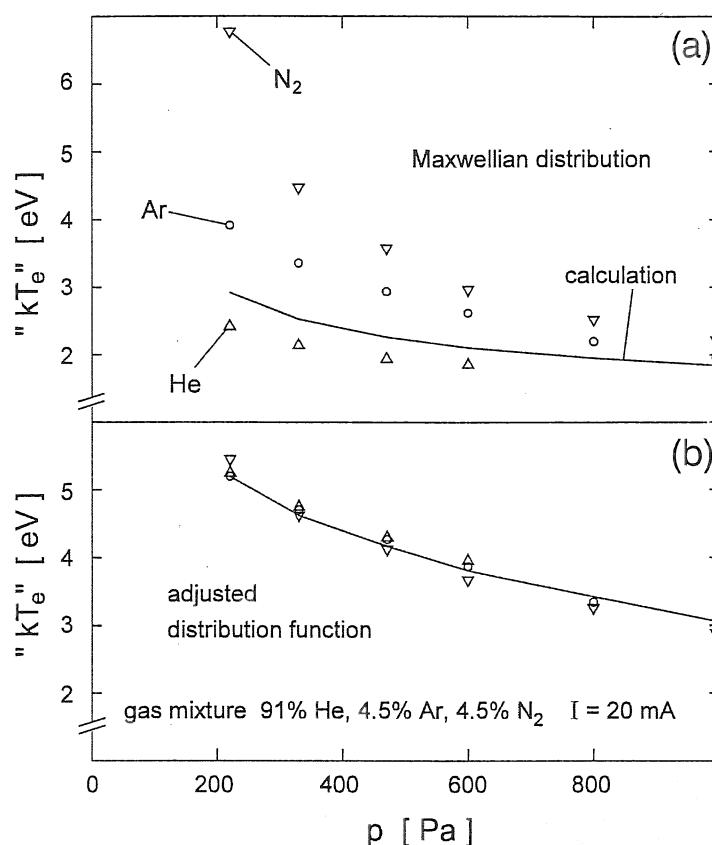 (a)
6
5
4
3
2
" kTe" [ eV]
N2
Ar
He
Maxwellian distribution
calculation
(b)
5
4
3
2
" kTe" [ eV]
adjusted
distribution function
gas mixture 91% He, 4.5% Ar, 4.5% N2 I = 20 mA
0 200 400 600 800
p [ Pa]